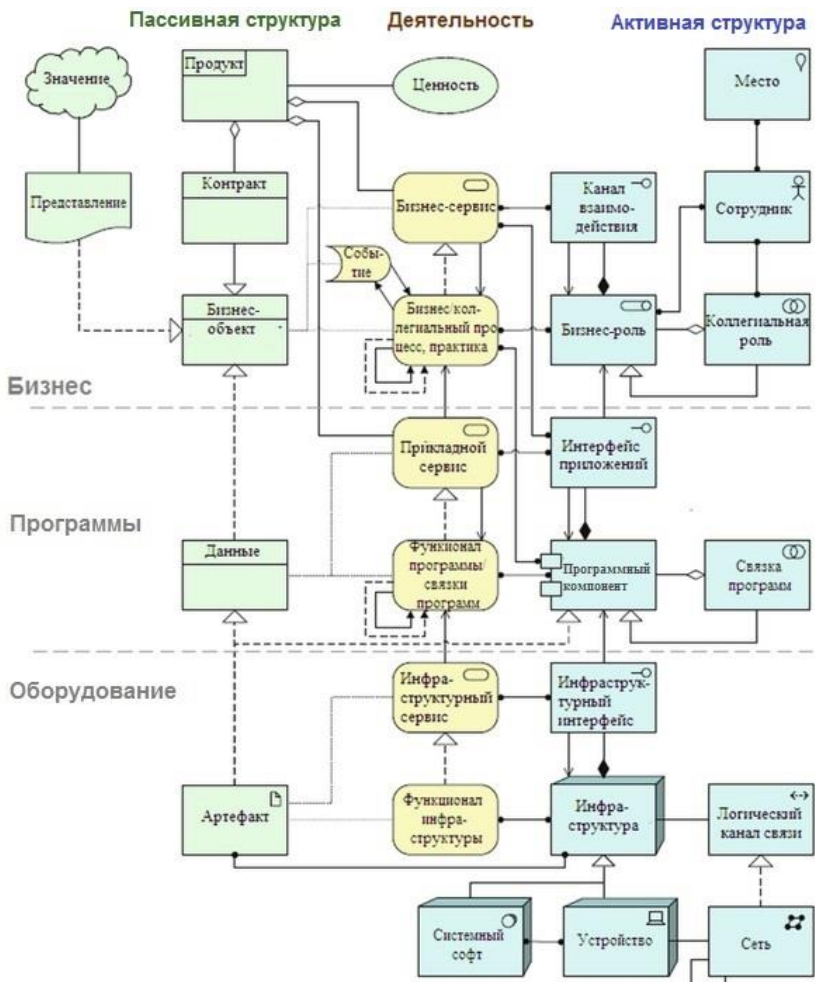 Пассивная структура
Деятельность
Активная структура
Значение
Продукт
Ценность
Место
Представление
Контракт
Бизнес-сервис
Канал
взаимо-
действия
Сотрудник
Собы-
тие
Бизнес-
объект
Бизнес/кол-
легиальный про
цесс, практика
Бизнес-роль
Коллегиальная
роль
Бизнес
Прикладной
сервис
Интерфейс
приложений
Программы
Данные
Функционал
программы/
связки
программ
Программный
компонент
Связка
программ
Оборудование
Инфра-
структурный
сервис
Инфраструк-
турный
интерфейс
Артефакт
Функционал
инфра-
структуры
Инфра-
структура
Логический
канал связи
Системный
софт
Устройство
Сеть